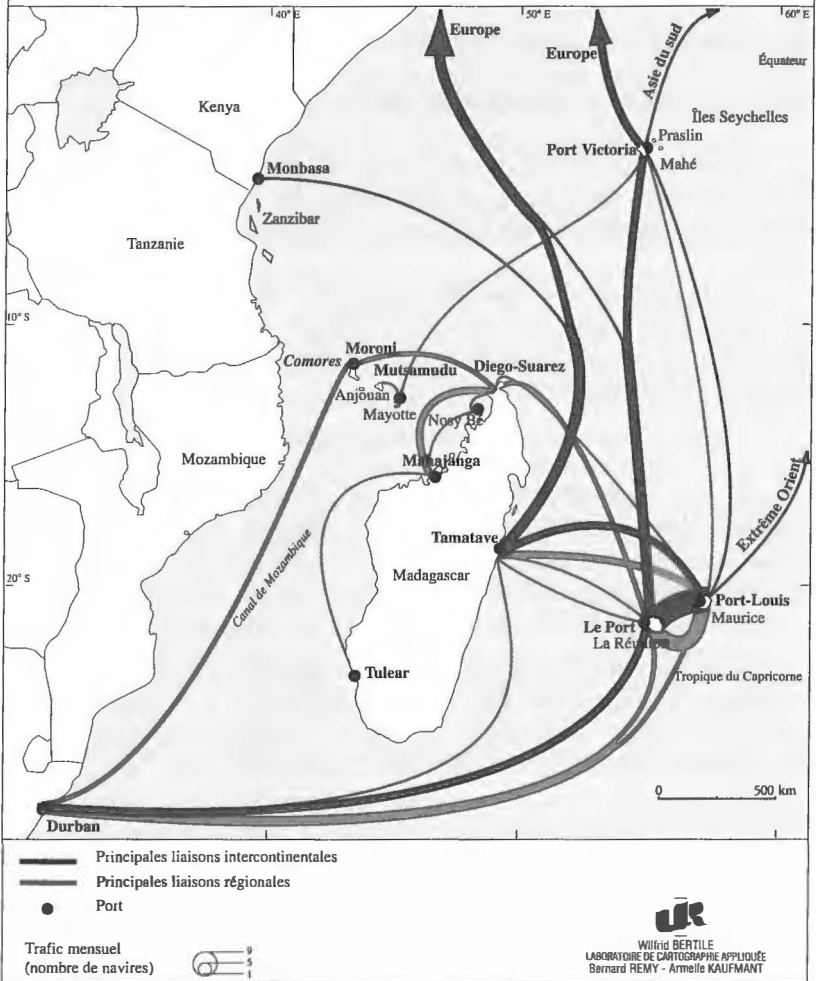 40° E
50° E
60° E
Europe
Europe
Asie du sud
Équateur
Kenya
Îles Seychelles
Praslin
Port Victoria
Mahé
Monbasa
Zanzibar
Tanzanie
10° S
Moroni
Comores
Mutsamudu
Diego-Suarez
Anjouan
Mayotte
Nosy Bé
Mozambique
Mahajanga
Extrême Orient
Tamatave
Canal de Mozambique
Madagascar
20° S
Port-Louis
Maurice
Le Port
La Réunion
Tulear
Tropique du Capricorne
0 500 km
Durban
Principales liaisons intercontinentales
Principales liaisons régionales
Port
Trafic mensuel
(nombre de navires)
9
5
1
UR
Wilfrid BERTILE
LABORATOIRE DE CARTOGRAPHIE APPLIQUÉE
Bernard REMY - Armelle KAUFMANT